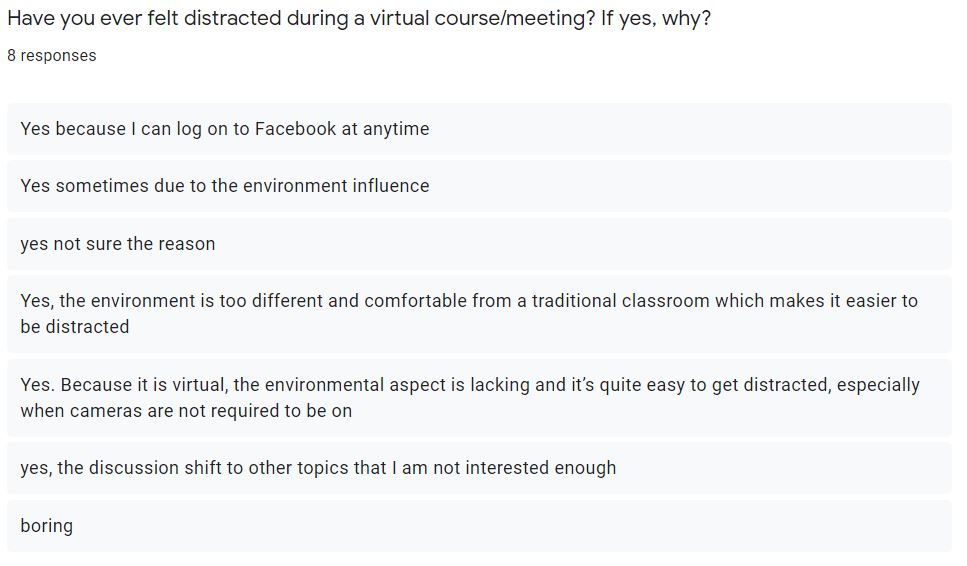 Have you ever felt distracted during a virtual course/meeting? If yes, why?
8 responses
Yes because I can log on to Facebook at anytime
Yes sometimes due to the environment influence
yes not sure the reason
Yes, the environment is too different and comfortable from a traditional classroom which makes it easier to
be distracted
Yes. Because it is virtual, the environmental aspect is lacking and it’s quite easy to get distracted, especially
when cameras are not required to be on
yes, the discussion shift to other topics that I am not interested enough
boring